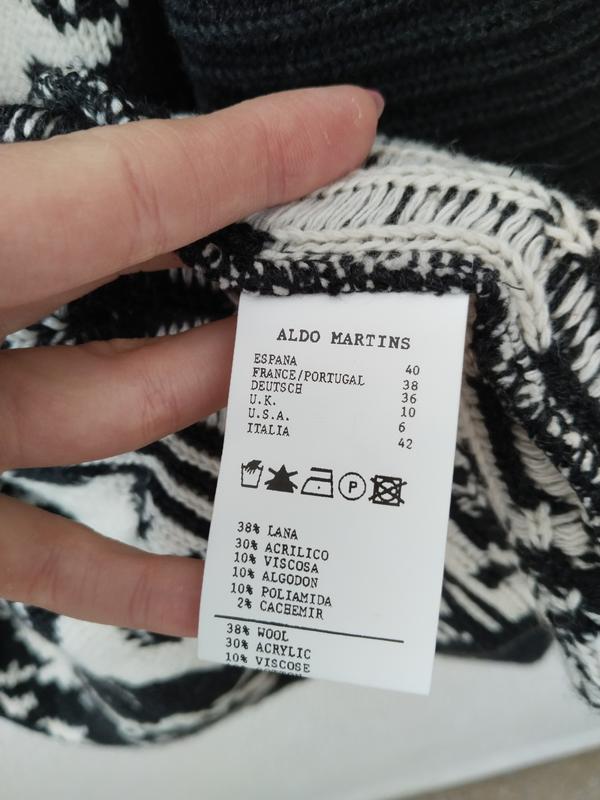 ALDO MARTINS
ESPANA 40
FRANCE/PORTUGAL 38
DEUTSCH 36
U.K. 10
U.S.A. 6
ITALIA 42
P
38% LANA
30% ACRILICO
10% VISCOSA
10% ALGODON
10% POLIAMIDA
2% CACHEMIR
38% WOOL
30% ACRYLIC
10% VISCOSE